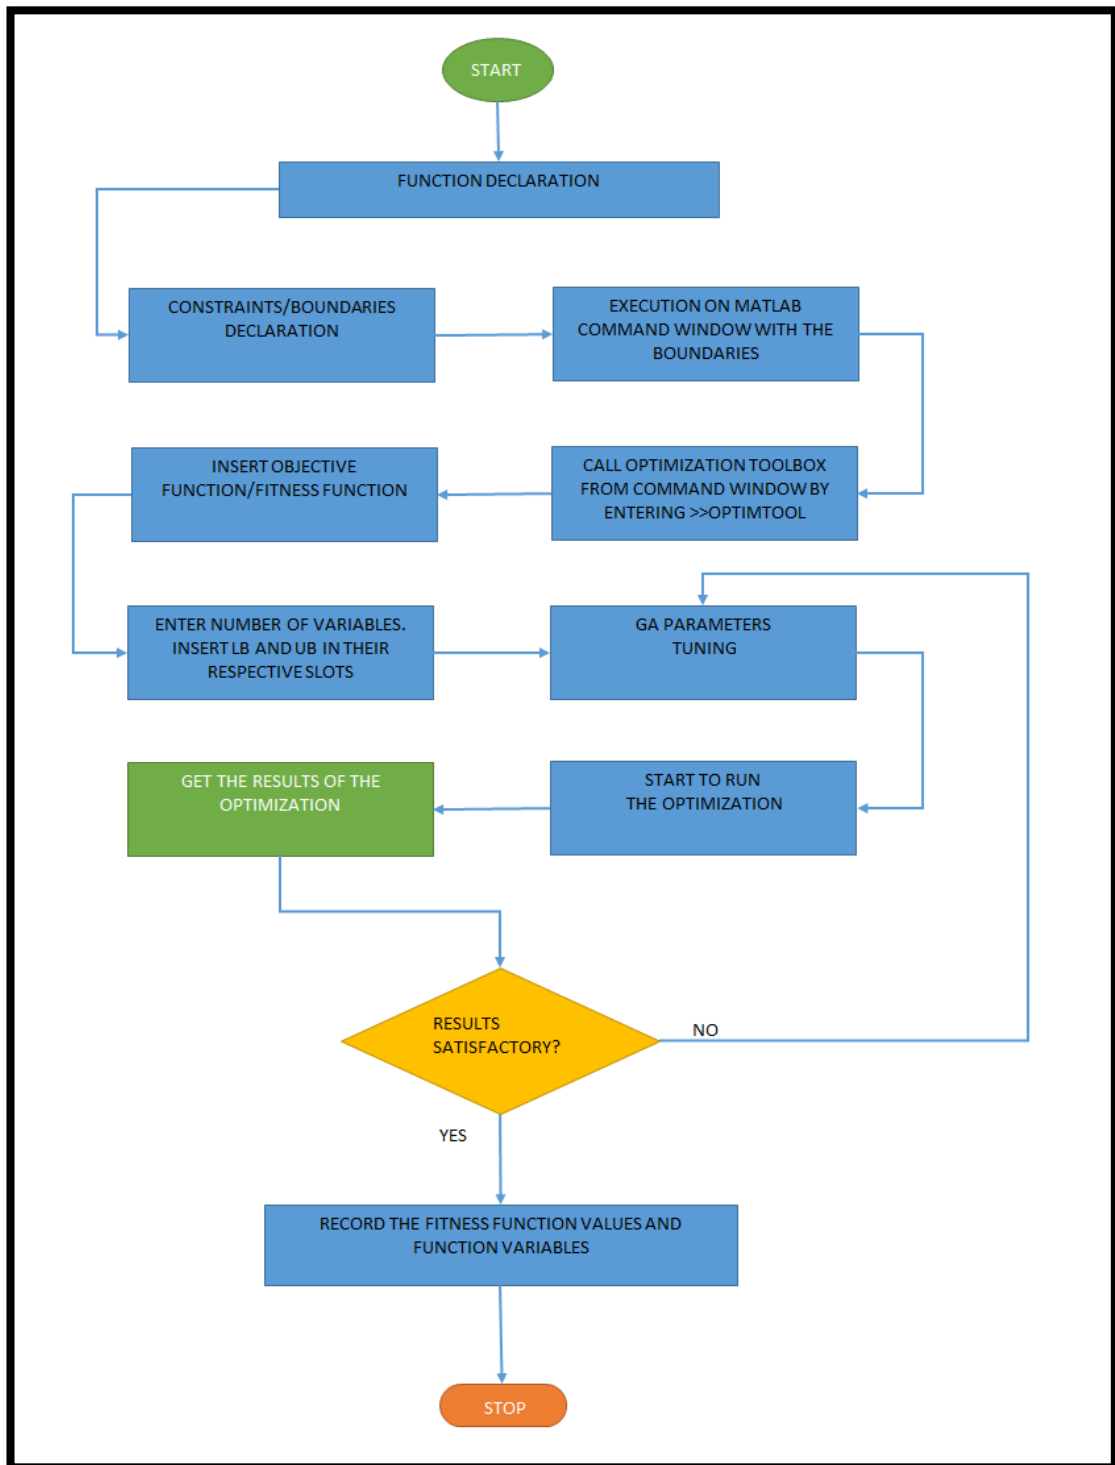 START
FUNCTION DECLARATION
CONSTRAINTS/BOUNDARIES
DECLARATION
EXECUTION ON MATLAB
COMMAND WINDOW WITH THE
BOUNDARIES
CALL OPTIMIZATION TOOLBOX
FROM COMMAND WINDOW BY
ENTERING >>OPTIMTOOL
INSERT OBJECTIVE
FUNCTION/FITNESS FUNCTION
ENTER NUMBER OF VARIABLES.
INSERT LB AND UB IN THEIR
RESPECTIVE SLOTS
GA PARAMETERS
TUNING
START TO RUN
THE OPTIMIZATION
GET THE RESULTS OF THE
OPTIMIZATION
RESULTS
SATISFACTORY?
NO
YES
RECORD THE FITNESS FUNCTION VALUES AND
FUNCTION VARIABLES
STOP